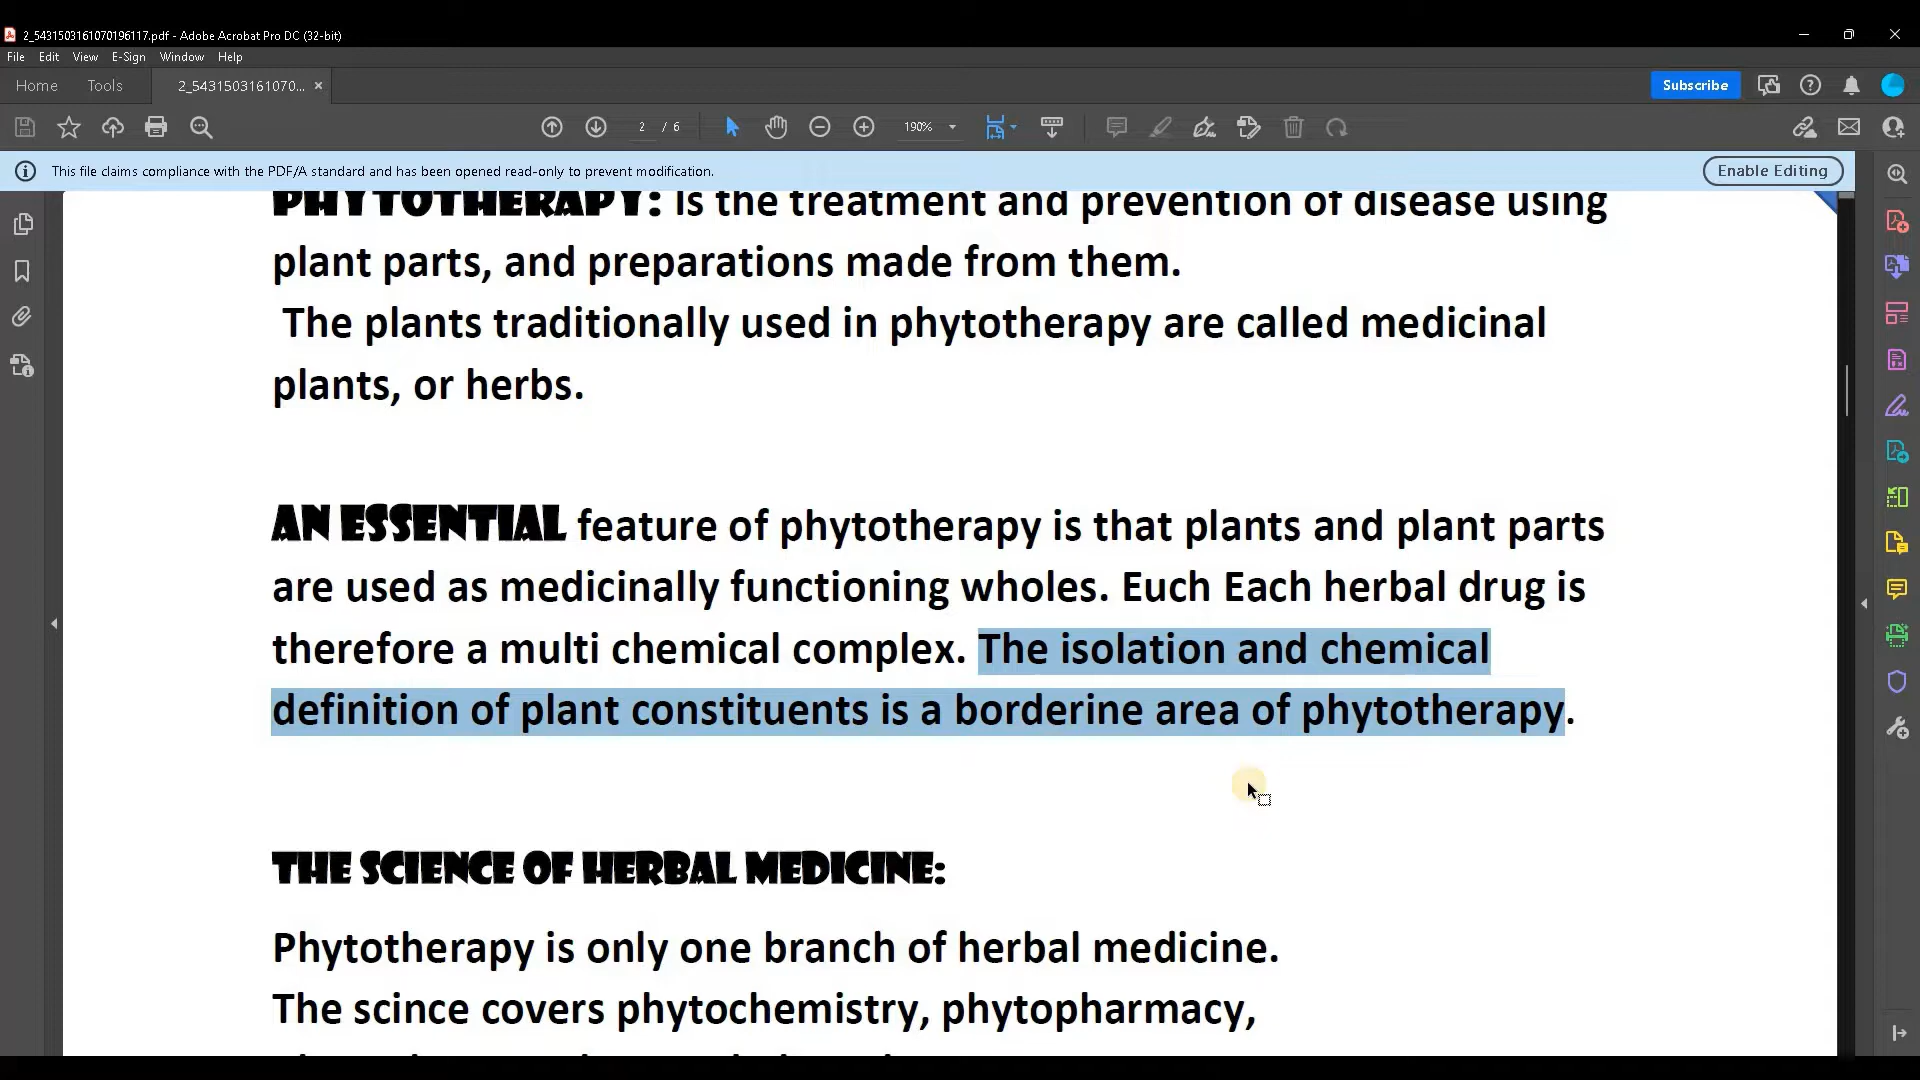 2_5431503161070196117.pdf - Adobe Acrobat Pro DC (32-bit)
File Edit View E-Sign Window Help
Home Tools 2_54315031610 70... ×
Subscribe
2 / 6 190%
This file claims compliance with the PDF/A standard and has been opened read-only to prevent modification.
Enable Editing
PHYTOTHERAPY: Is the treatment and prevention of disease using
plant parts, and preparations made from them.
The plants traditionally used in phytotherapy are called medicinal
plants, or herbs.
AN ESSENTIAL feature of phytotherapy is that plants and plant parts
are used as medicinally functioning wholes. Euch Each herbal drug is
therefore a multi chemical complex. The isolation and chemical
definition of plant constituents is a borderine area of phytotherapy.
THE SCIENCE OF HERBAL MEDICINE:
Phytotherapy is only one branch of herbal medicine.
The scince covers phytochemistry, phytopharmacy,